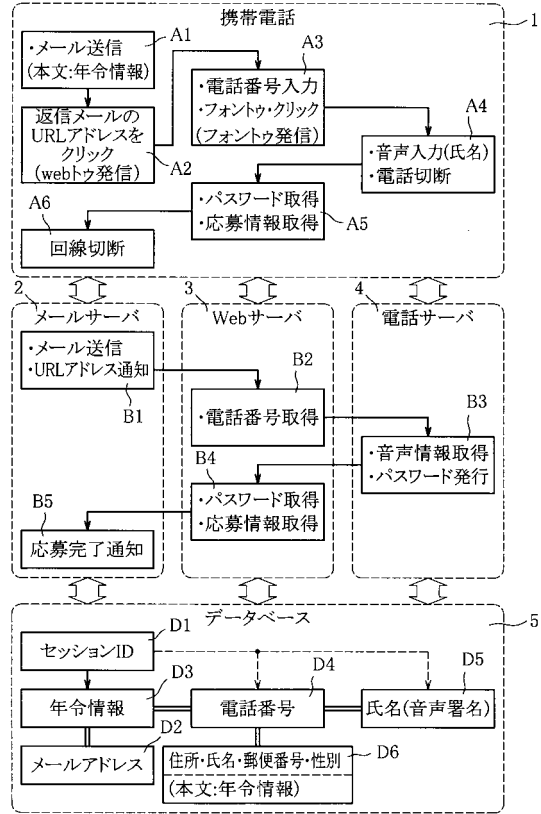 携帯電話
1
A1
・メール送信
(本文:年令情報)
返信メールの
URLアドレスを
クリック
(webトゥ発信)
A2
A3
・電話番号入力
・フォントゥ・クリック
(フォントゥ発信)
A4
・音声入力(氏名)
・電話切断
・パスワード取得
・応募情報取得
A5
A6
回線切断
2
メールサーバ
3
Webサーバ
4
電話サーバ
・メール送信
・URLアドレス通知
B1
B2
・電話番号取得
B3
・音声情報取得
・パスワード発行
B4
・パスワード取得
・応募情報取得
B5
応募完了通知
データベース
5
D1
セッションID
D3
年令情報
D4
電話番号
D5
氏名(音声署名)
D2
メールアドレス
D6
住所・氏名・郵便番号・性別
(本文:年令情報)